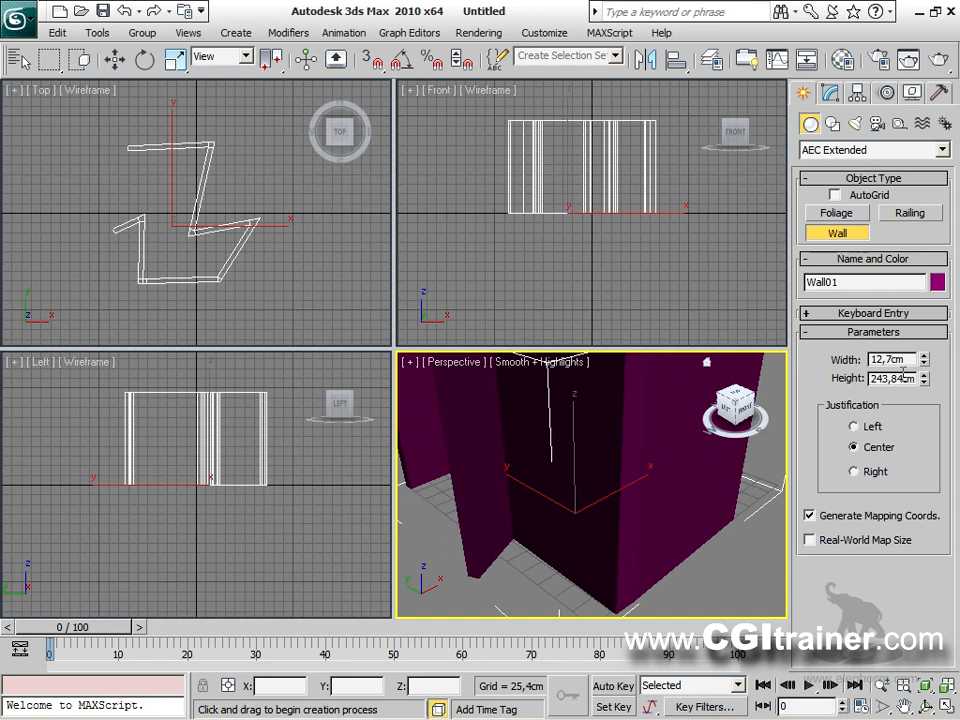 Autodesk 3ds Max 2010 x64 Untitled
Type a keyword or phrase
Edit Tools Group Views Create Modifiers Animation Graph Editors Rendering Customize MAXScript Help
View
3
Create Selection Se
[ + ] [ Top ] [ Wireframe ]
TOP
y
x
[ + ] [ Front ] [ Wireframe ]
FRONT
y
x
[ + ] [ Left ] [ Wireframe ]
LEFT
y
x
[ + ] [ Perspective ] [ Smooth + Highlights ]
z
y
x
AEC Extended
- Object Type
AutoGrid
Foliage Railing
Wall
- Name and Color
Wall01
+ Keyboard Entry
- Parameters
Width: 12,7cm
Height: 243,84cm
Justification
Left
Center
Right
Generate Mapping Coords.
Real-World Map Size
< 0 / 100 >
0 10 20 30 40 50 60 70 80 90 100
www.CGItrainer.com
Welcome to MAXScript.
X: Y: Z: Grid = 25,4cm
Click and drag to begin creation process
Add Time Tag
Auto Key Selected
Set Key Key Filters...
0